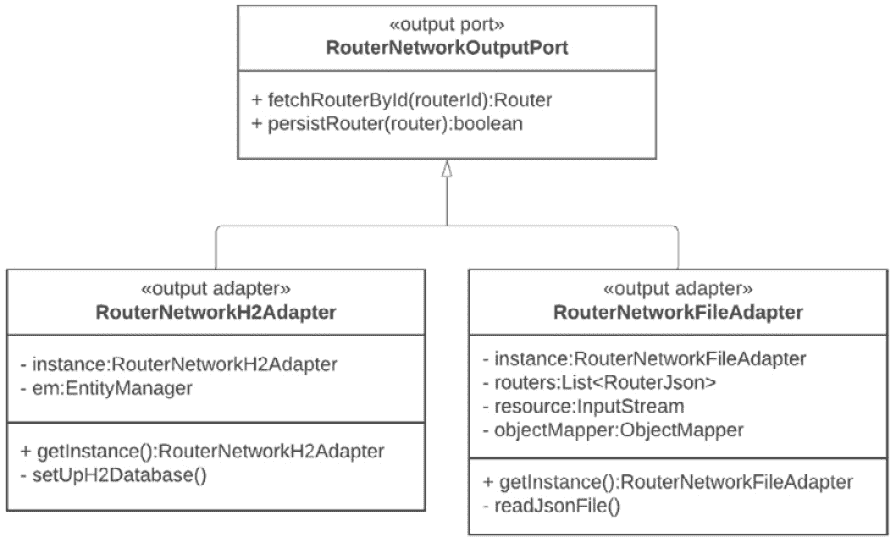 «output port»
RouterNetworkOutputPort
+ fetchRouterById(routerId):Router
+ persistRouter(router):boolean
«output adapter»
RouterNetworkH2Adapter
- instance:RouterNetworkH2Adapter
- em:EntityManager
+ getInstance():RouterNetworkH2Adapter
- setUpH2Database()
«output adapter»
RouterNetworkFileAdapter
- instance:RouterNetworkFileAdapter
- routers:List<RouterJson>
- resource:InputStream
- objectMapper:ObjectMapper
+ getInstance():RouterNetworkFileAdapter
- readJsonFile()